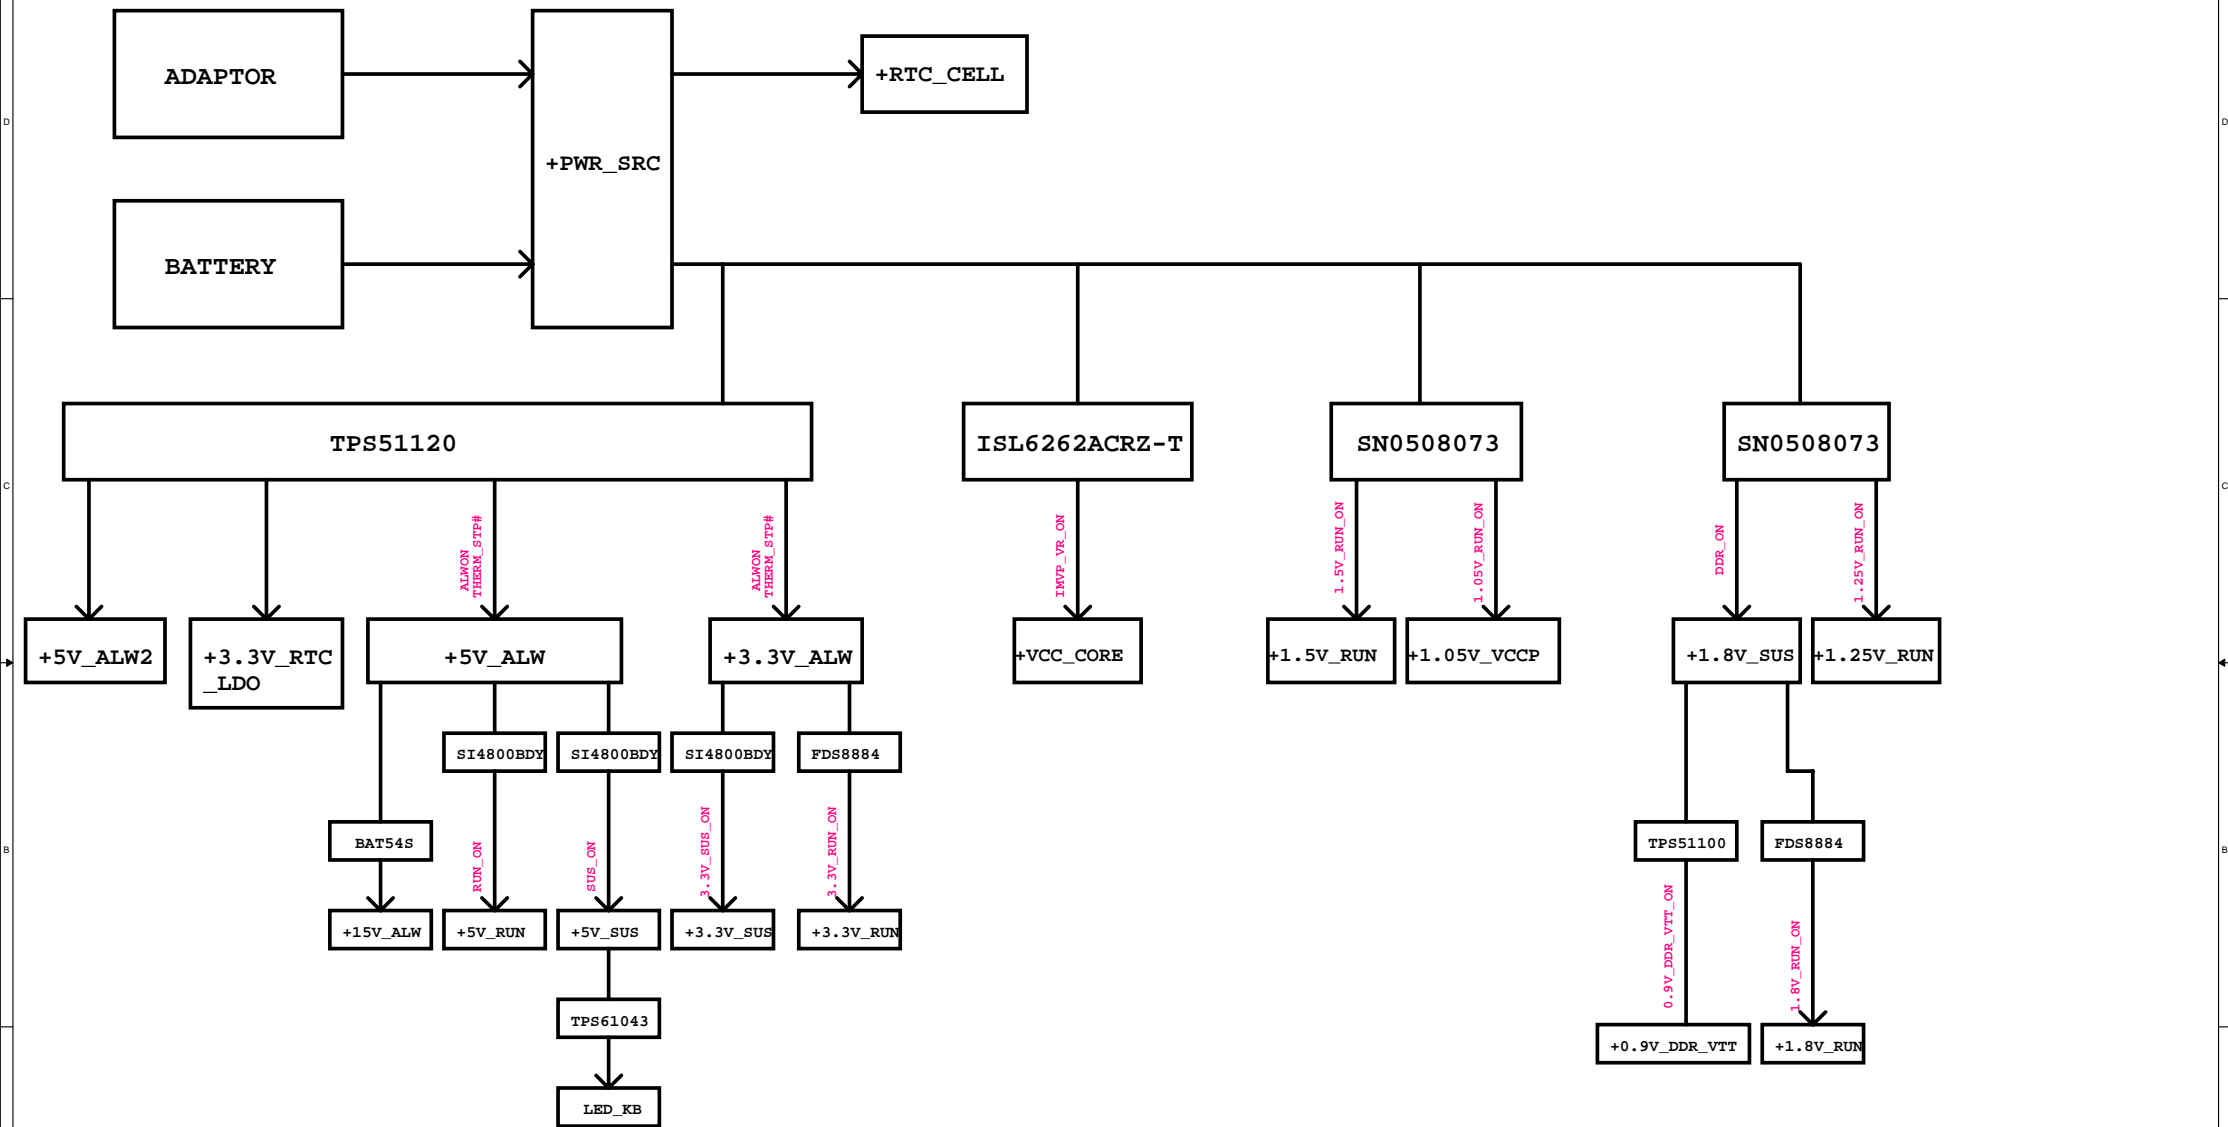 ADAPTOR
+RTC_CELL
D
D
+PWR_SRC
BATTERY
TPS51120
ISL6262ACRZ-T
SN0508073
SN0508073
C
C
ALWON
THERM_STP#
ALWON
THERM_STP#
IMVP_VR_ON
1.5V_RUN_ON
1.05V_RUN_ON
DDR_ON
1.25V_RUN_ON
+5V_ALW2
+3.3V_RTC
_LDO
+5V_ALW
+3.3V_ALW
+VCC_CORE
+1.5V_RUN
+1.05V_VCCP
+1.8V_SUS
+1.25V_RUN
SI4800BDY
SI4800BDY
SI4800BDY
FDS8884
BAT54S
TPS51100
FDS8884
B
B
RUN_ON
SUS_ON
3.3V_SUS_ON
3.3V_RUN_ON
0.9V_DDR_VTT_ON
1.8V_RUN_ON
+15V_ALW
+5V_RUN
+5V_SUS
+3.3V_SUS
+3.3V_RUN
TPS61043
+0.9V_DDR_VTT
+1.8V_RUN
LED_KB